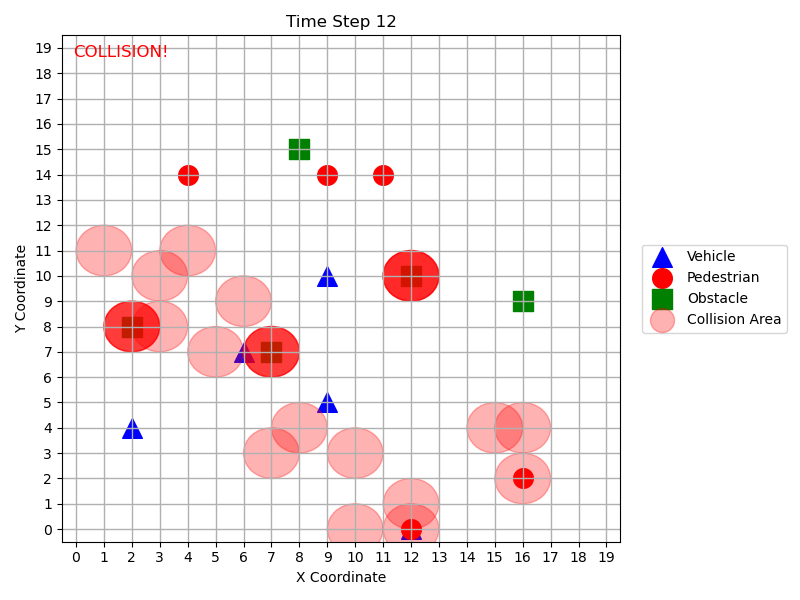 Time Step 12
COLLISION!
19
18
17
16
15
14
13
12
11
10
9
8
7
6
5
4
3
2
1
0
Y Coordinate
0 1 2 3 4 5 6 7 8 9 10 11 12 13 14 15 16 17 18 19
X Coordinate
Vehicle
Pedestrian
Obstacle
Collision Area